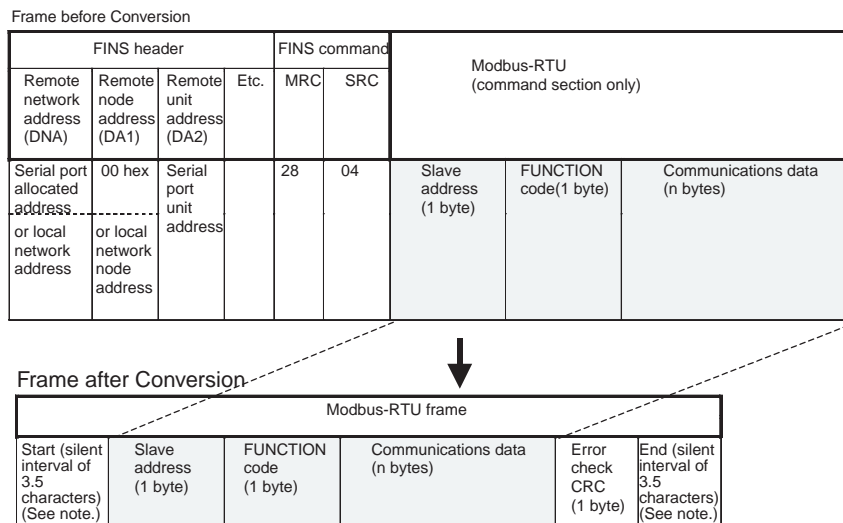 Frame before Conversion
FINS header
FINS command
Modbus-RTU
(command section only)
Remote
network
address
(DNA)
Remote
node
address
(DA1)
Remote
unit
address
(DA2)
Etc.
MRC
SRC
Serial port
allocated
address
or local
network
address
00 hex
or local
network
node
address
Serial
port
unit
address
28
04
Slave
address
(1 byte)
FUNCTION
code(1 byte)
Communications data
(n bytes)
Frame after Conversion
Modbus-RTU frame
Start (silent
interval of
3.5
characters)
(See note.)
Slave
address
(1 byte)
FUNCTION
code
(1 byte)
Communications data
(n bytes)
Error
check
CRC
(1 byte)
End (silent
interval of
3.5
characters)
(See note.)